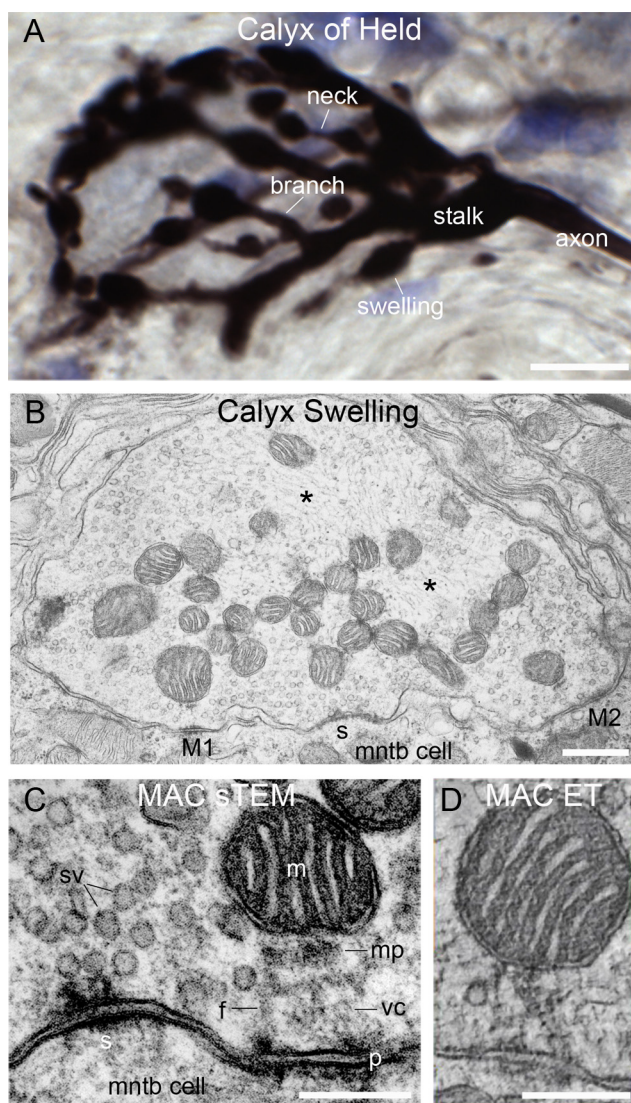 A
Calyx of Held
neck
branch
stalk
axon
swelling
B
Calyx Swelling
*
*
M1
s
mntb cell
M2
C
MAC sTEM
sv
m
mp
f
vc
s
p
mntb cell
D
MAC ET